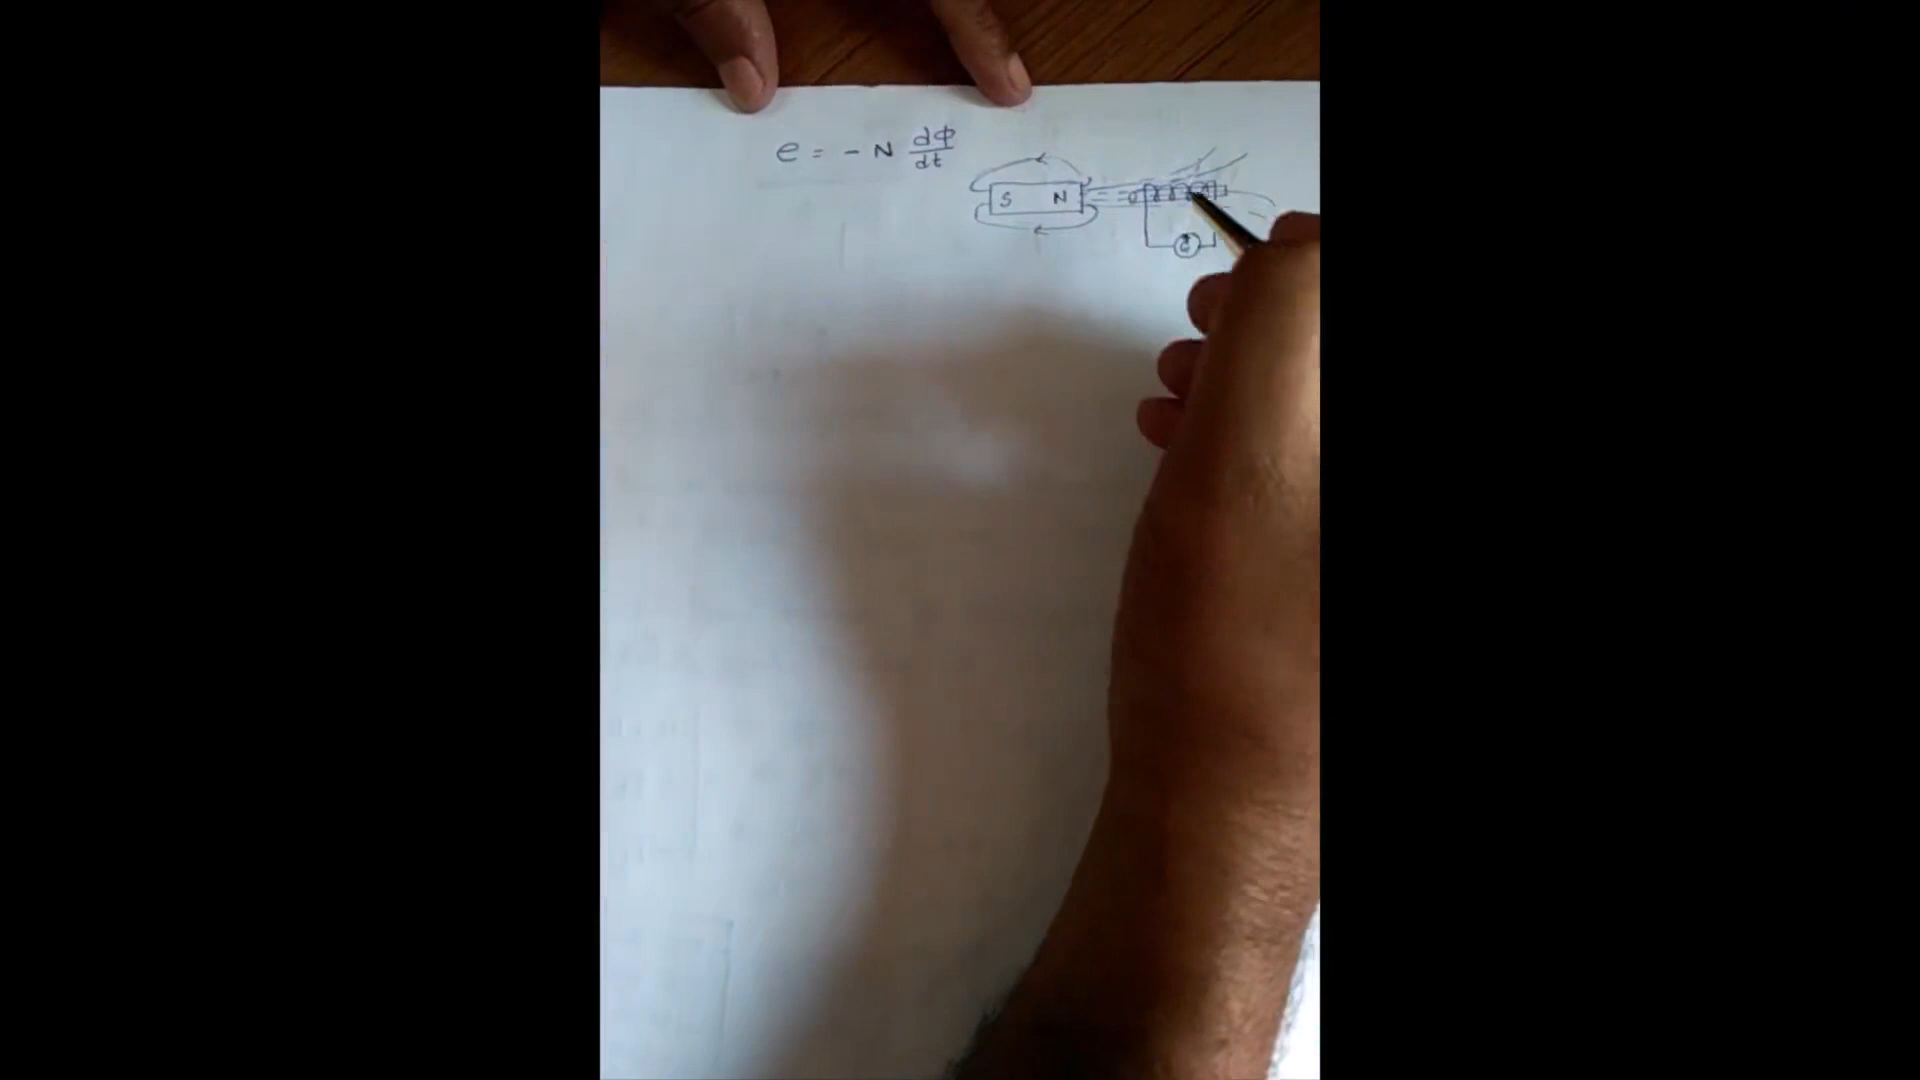 e = - N dΦ/dt
S N
G